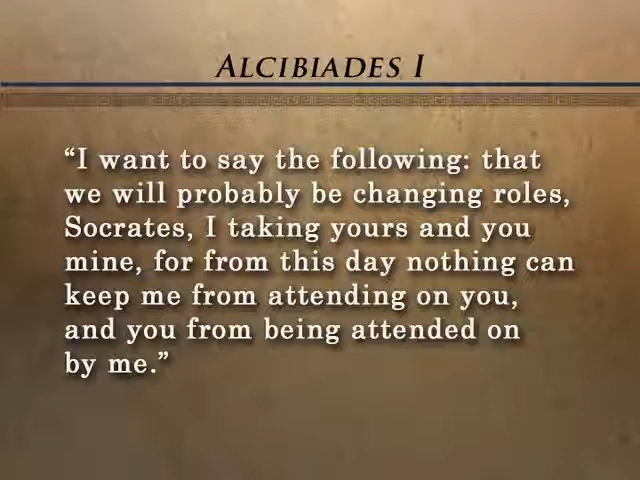 ALCIBIADES I
“I want to say the following: that
we will probably be changing roles,
Socrates, I taking yours and you
mine, for from this day nothing can
keep me from attending on you,
and you from being attended on
by me.”